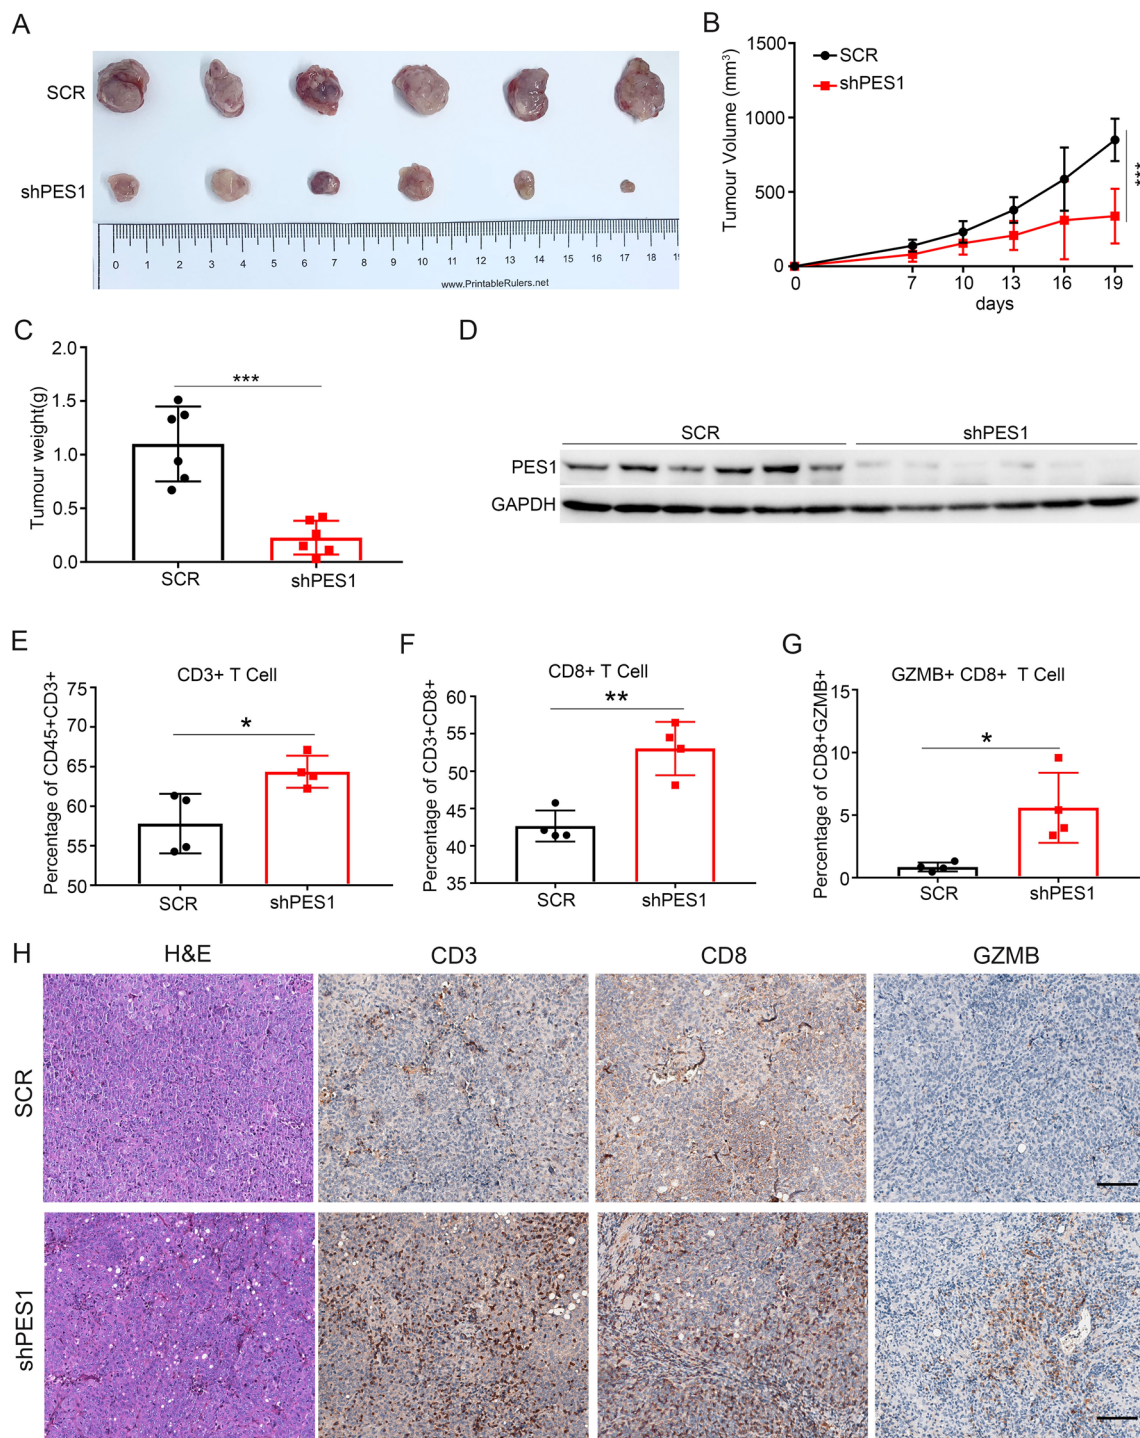 A
SCR
shPES1
0 1 2 3 4 5 6 7 8 9 10 11 12 13 14 15 16 17 18
www.PrintableRulers.net
B
Tumour Volume (mm³)
1500
1000
500
0
SCR
shPES1
***
0 7 10 13 16 19
days
C
Tumour weight(g)
2.0
1.5
1.0
0.5
0.0
***
SCR shPES1
D
SCR shPES1
PES1
GAPDH
E
CD3+ T Cell
Percentage of CD45+CD3+
75
70
65
60
55
50
*
SCR shPES1
F
CD8+ T Cell
Percentage of CD3+CD8+
60
55
50
45
40
35
**
SCR shPES1
G
GZMB+ CD8+ T Cell
Percentage of CD8+GZMB+
15
10
5
0
*
SCR shPES1
H
H&E CD3 CD8 GZMB
SCR
shPES1